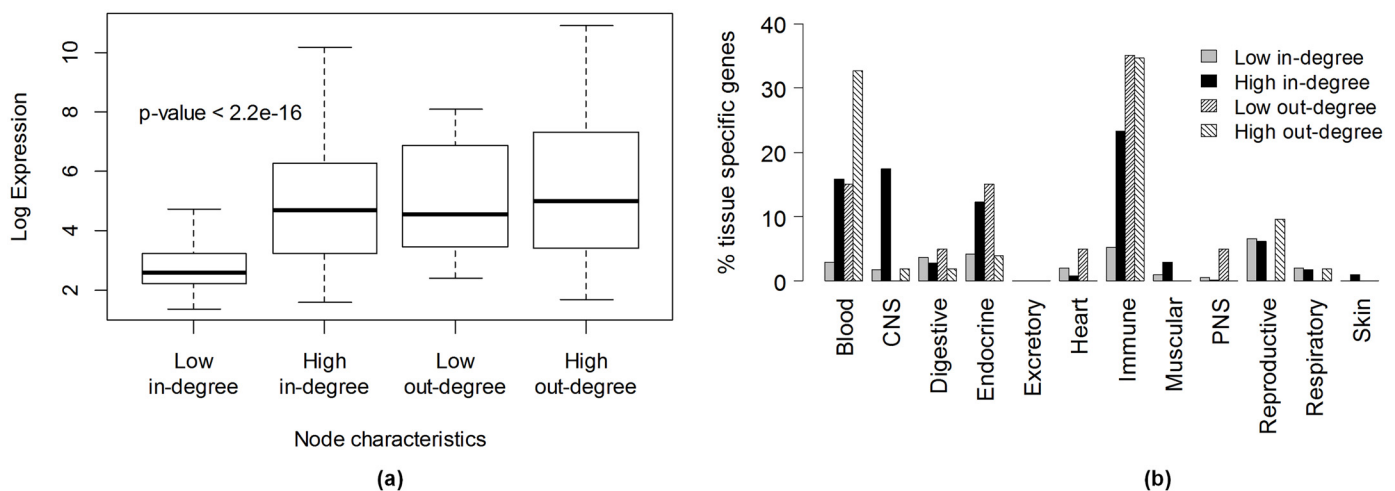 10
8
6
4
2
Log Expression
p-value < 2.2e-16
Low in-degree
High in-degree
Low out-degree
High out-degree
Node characteristics
(a)
40
30
20
10
0
% tissue specific genes
Low in-degree
High in-degree
Low out-degree
High out-degree
Blood
CNS
Digestive
Endocrine
Excretory
Heart
Immune
Muscular
PNS
Reproductive
Respiratory
Skin
(b)